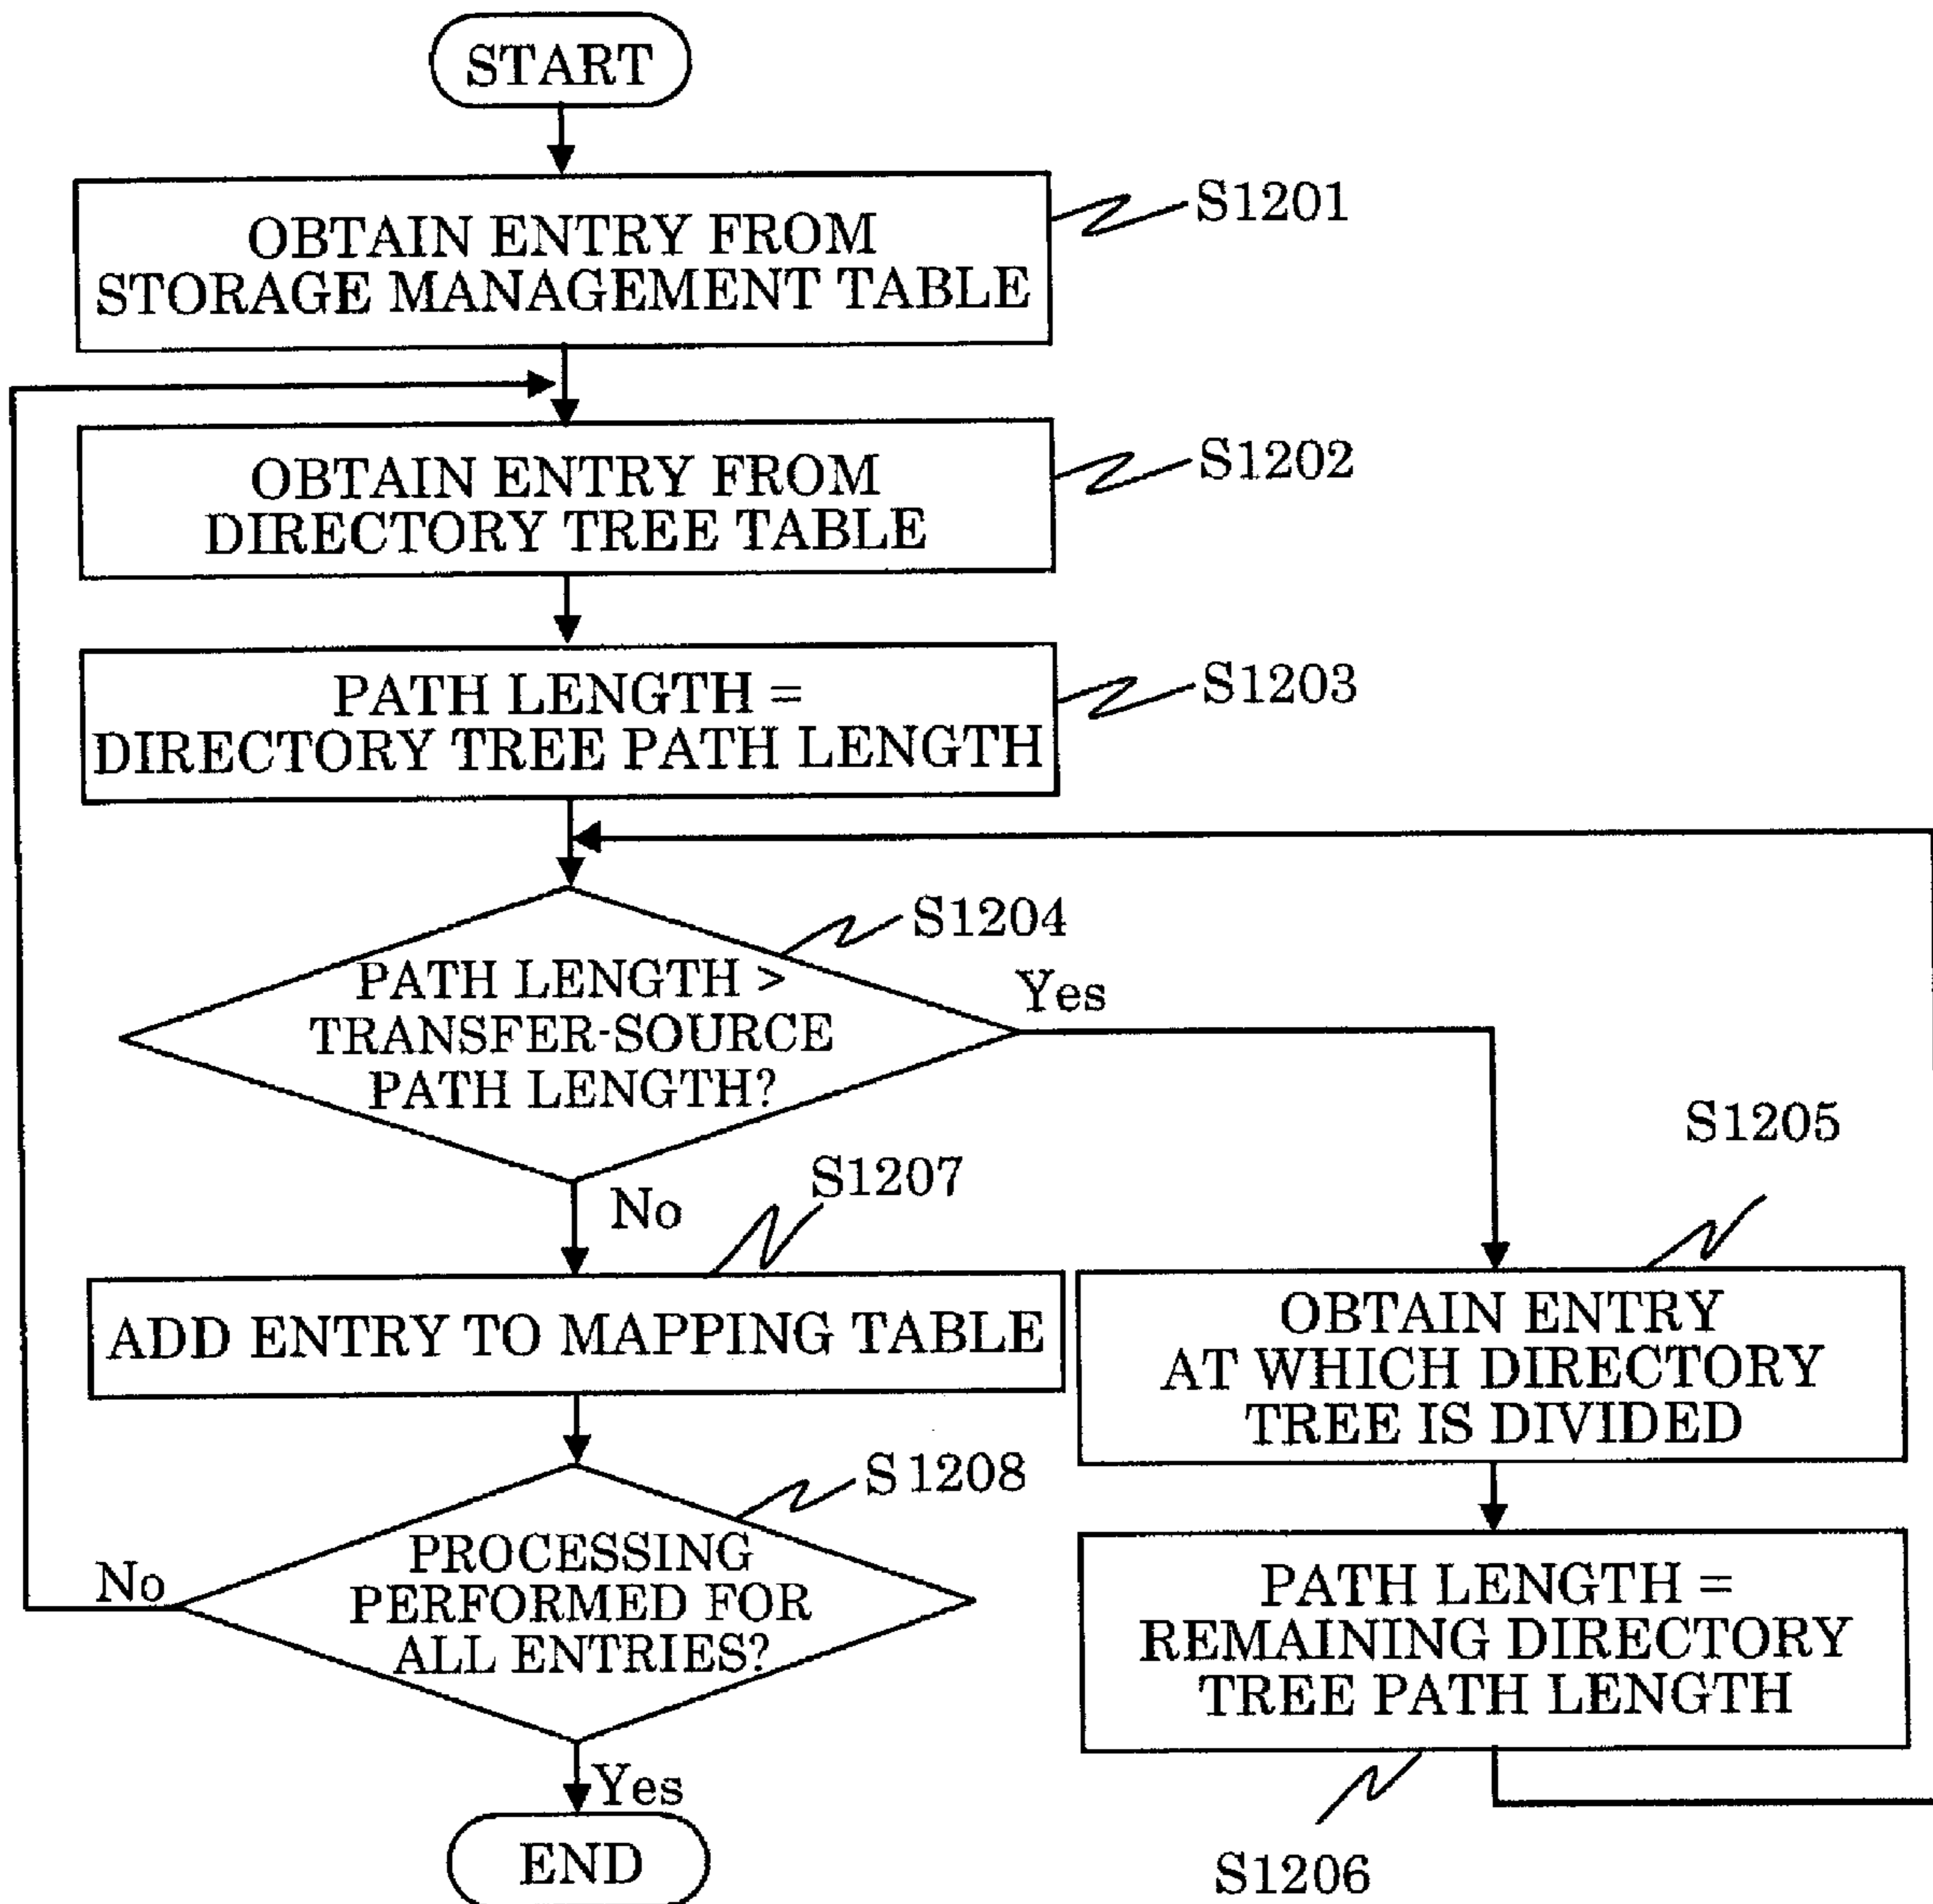 START
OBTAIN ENTRY FROM
STORAGE MANAGEMENT TABLE
S1201
OBTAIN ENTRY FROM
DIRECTORY TREE TABLE
S1202
PATH LENGTH =
DIRECTORY TREE PATH LENGTH
S1203
S1204
PATH LENGTH >
TRANSFER-SOURCE
PATH LENGTH?
Yes
No
S1207
S1205
ADD ENTRY TO MAPPING TABLE
OBTAIN ENTRY
AT WHICH DIRECTORY
TREE IS DIVIDED
S1208
PROCESSING
PERFORMED FOR
ALL ENTRIES?
No
Yes
PATH LENGTH =
REMAINING DIRECTORY
TREE PATH LENGTH
S1206
END